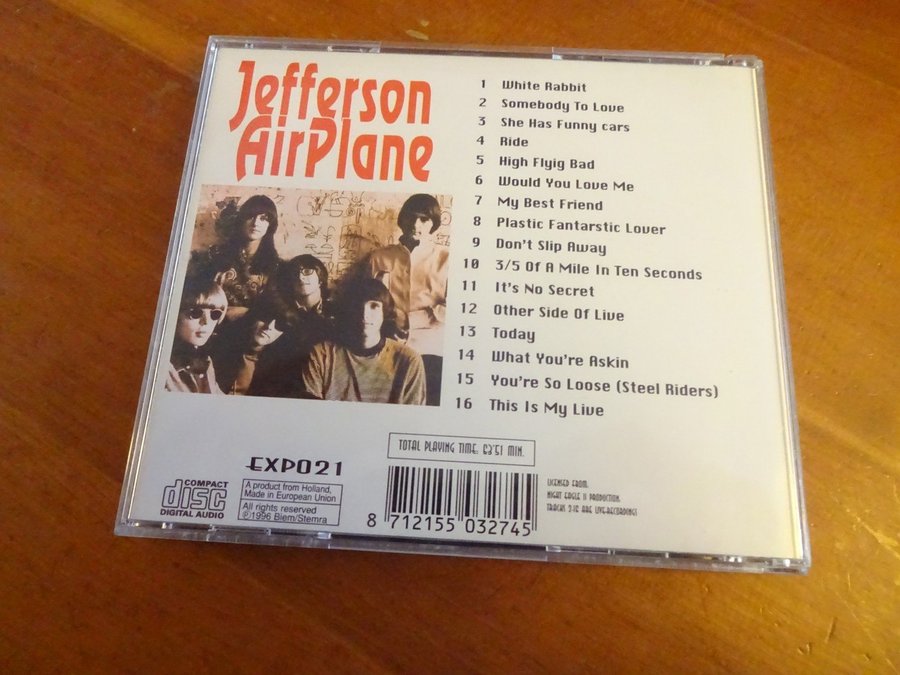 Jefferson
AirPlane
1 White Rabbit
2 Somebody To Love
3 She Has Funny cars
4 Ride
5 High Flyig Bad
6 Would You Love Me
7 My Best Friend
8 Plastic Fantarstic Lover
9 Don't Slip Away
10 3/5 Of A Mile In Ten Seconds
11 It's No Secret
12 Other Side Of Live
13 Today
14 What You're Askin
15 You're So Loose (Steel Riders)
16 This Is My Live
TOTAL PLAYING TIME: 63'51 MIN.
EXP021
COMPACT
disc
DIGITAL AUDIO
A product from Holland,
Made in European Union
All rights reserved
℗1996 Biem/Stemra
8 712155 032745
LICENSED FROM:
NIGHT EAGLE II PRODUCTION.
TRACKS 2-16 ARE LIVE-RECORDINGS